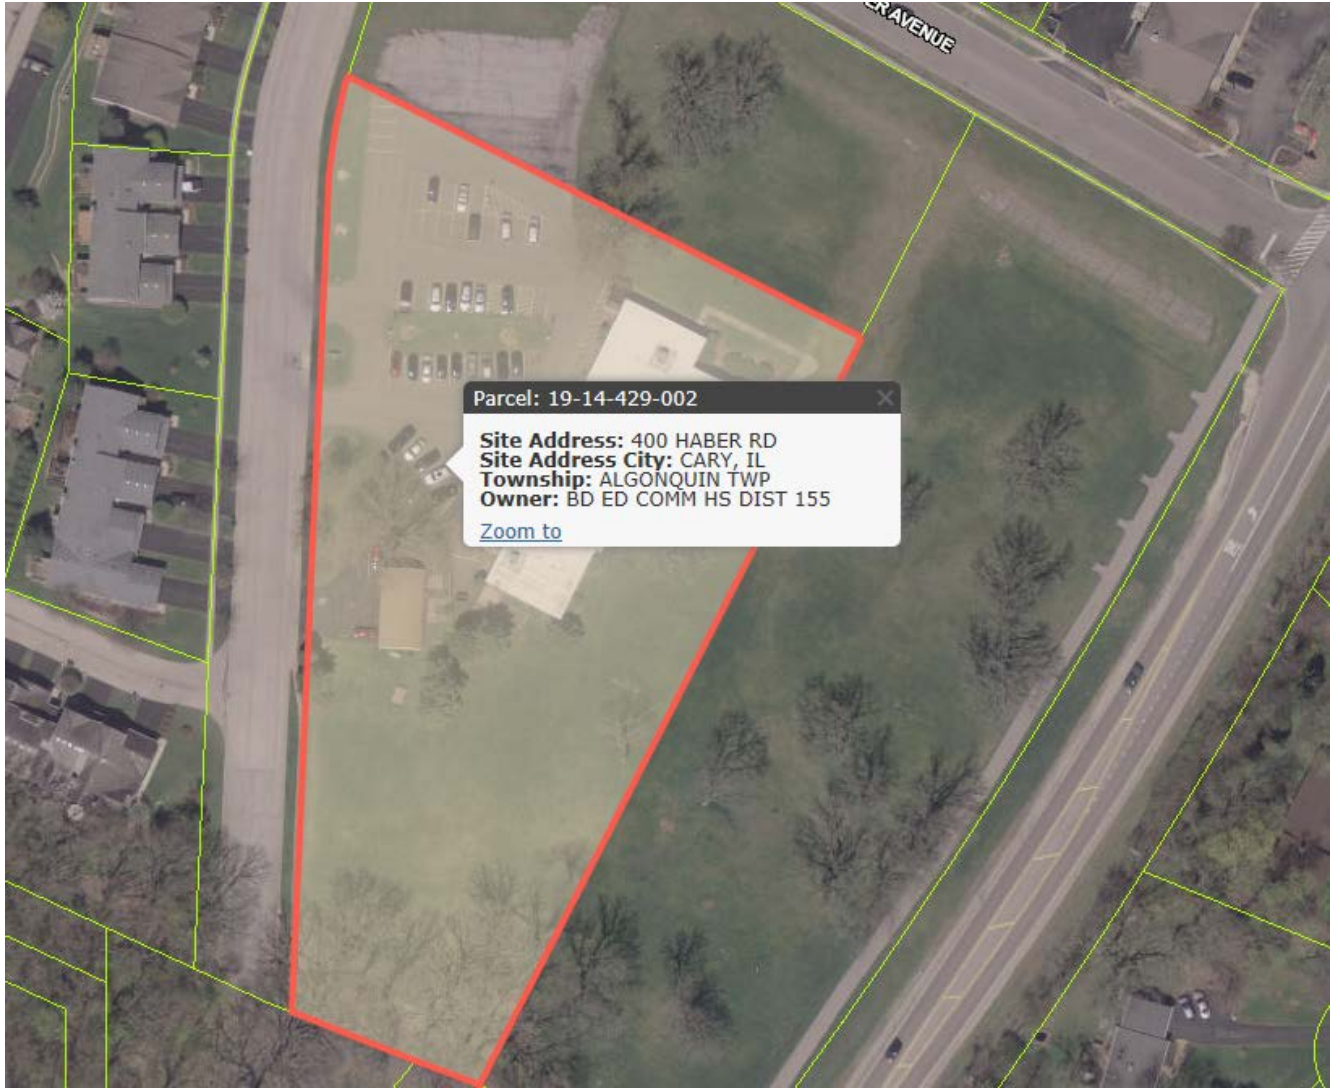 AVENUE
Parcel: 19-14-429-002
Site Address: 400 HABER RD
Site Address City: CARY, IL
Township: ALGONQUIN TWP
Owner: BD ED COMM HS DIST 155
Zoom to